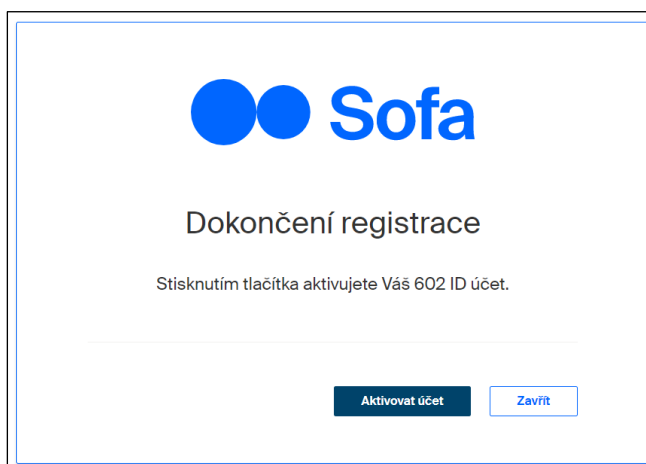 Sofa
Dokončení registrace
Stisknutím tlačítka aktivujete Váš 602 ID účet.
Aktivovat účet
Zavřít